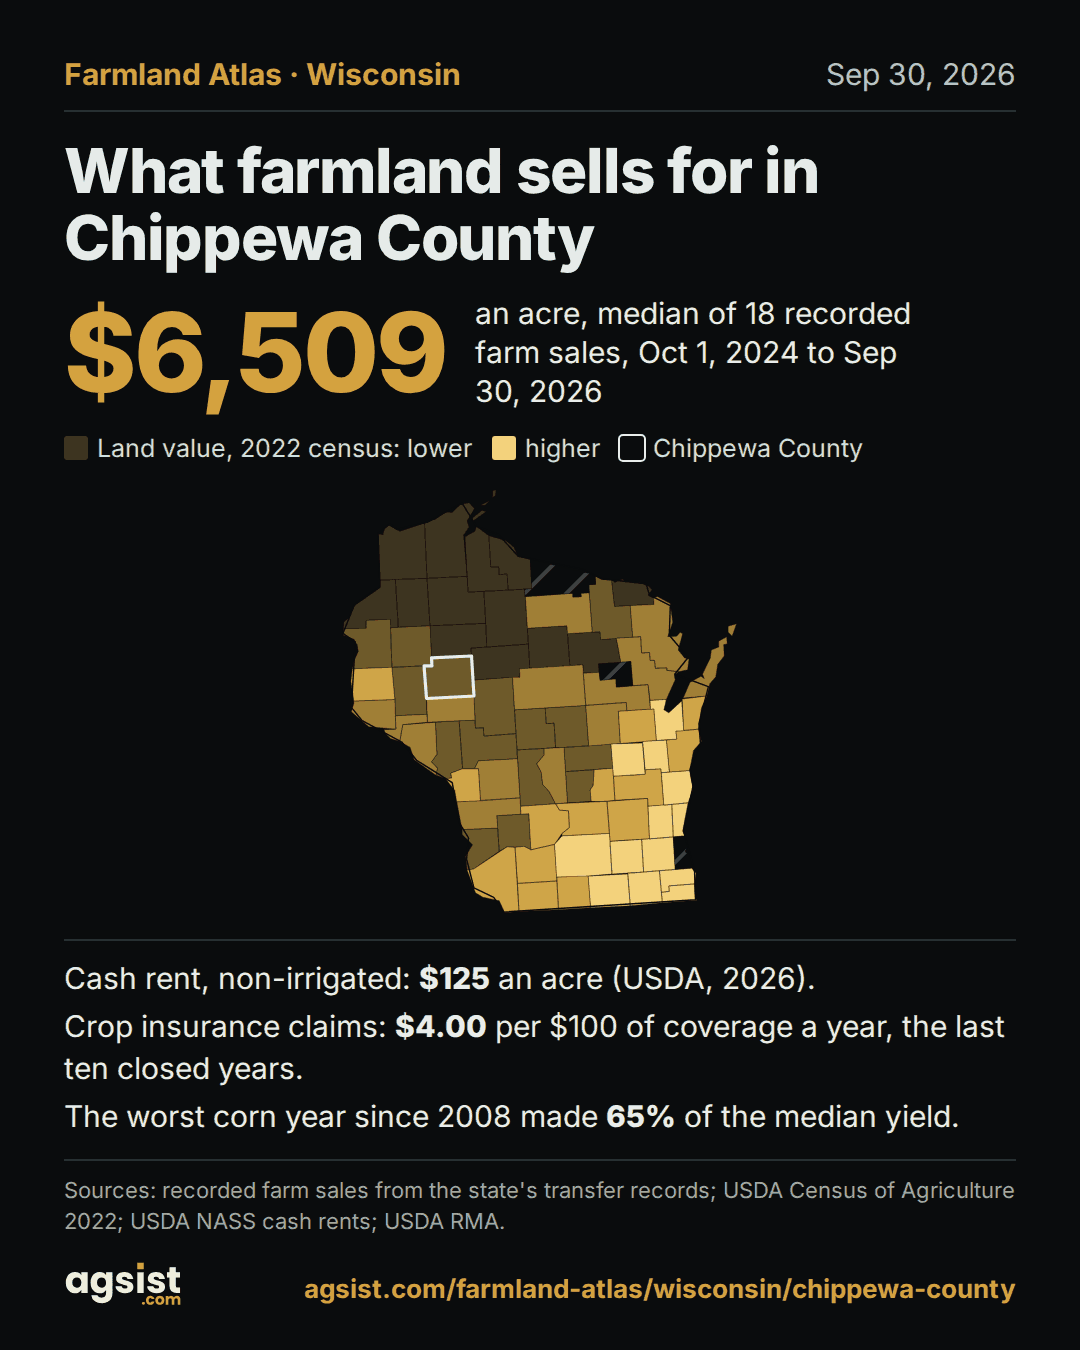 Farmland Atlas · Wisconsin
Sep 30, 2026
What farmland sells for in
Chippewa County
$6,509
an acre, median of 18 recorded
farm sales, Oct 1, 2024 to Sep
30, 2026
Land value, 2022 census: lower
higher
Chippewa County
Cash rent, non-irrigated: $125 an acre (USDA, 2026).
Crop insurance claims: $4.00 per $100 of coverage a year, the last
ten closed years.
The worst corn year since 2008 made 65% of the median yield.
Sources: recorded farm sales from the state's transfer records; USDA Census of Agriculture
2022; USDA NASS cash rents; USDA RMA.
agsist
.com
agsist.com/farmland-atlas/wisconsin/chippewa-county